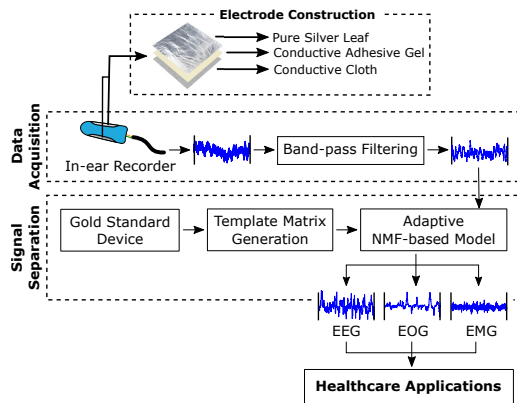 Electrode Construction
Pure Silver Leaf
Conductive Adhesive Gel
Conductive Cloth
Data
Acquisition
In-ear Recorder
Band-pass Filtering
Signal
Separation
Gold Standard
Device
Template Matrix
Generation
Adaptive
NMF-based Model
EEG
EOG
EMG
Healthcare Applications